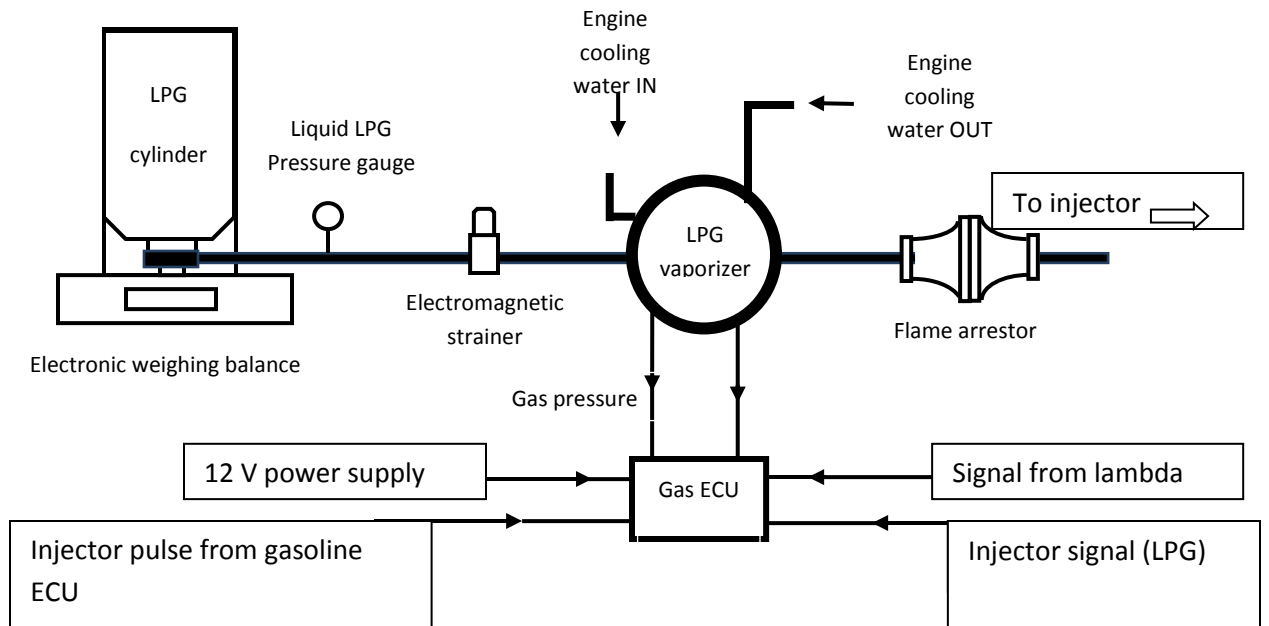 Engine
cooling
water IN
Engine
cooling
water OUT
LPG
cylinder
Liquid LPG
Pressure gauge
To injector
LPG
vaporizer
Electromagnetic
strainer
Flame arrestor
Electronic weighing balance
Gas pressure
12 V power supply
Gas ECU
Signal from lambda
Injector pulse from gasoline
ECU
Injector signal (LPG)